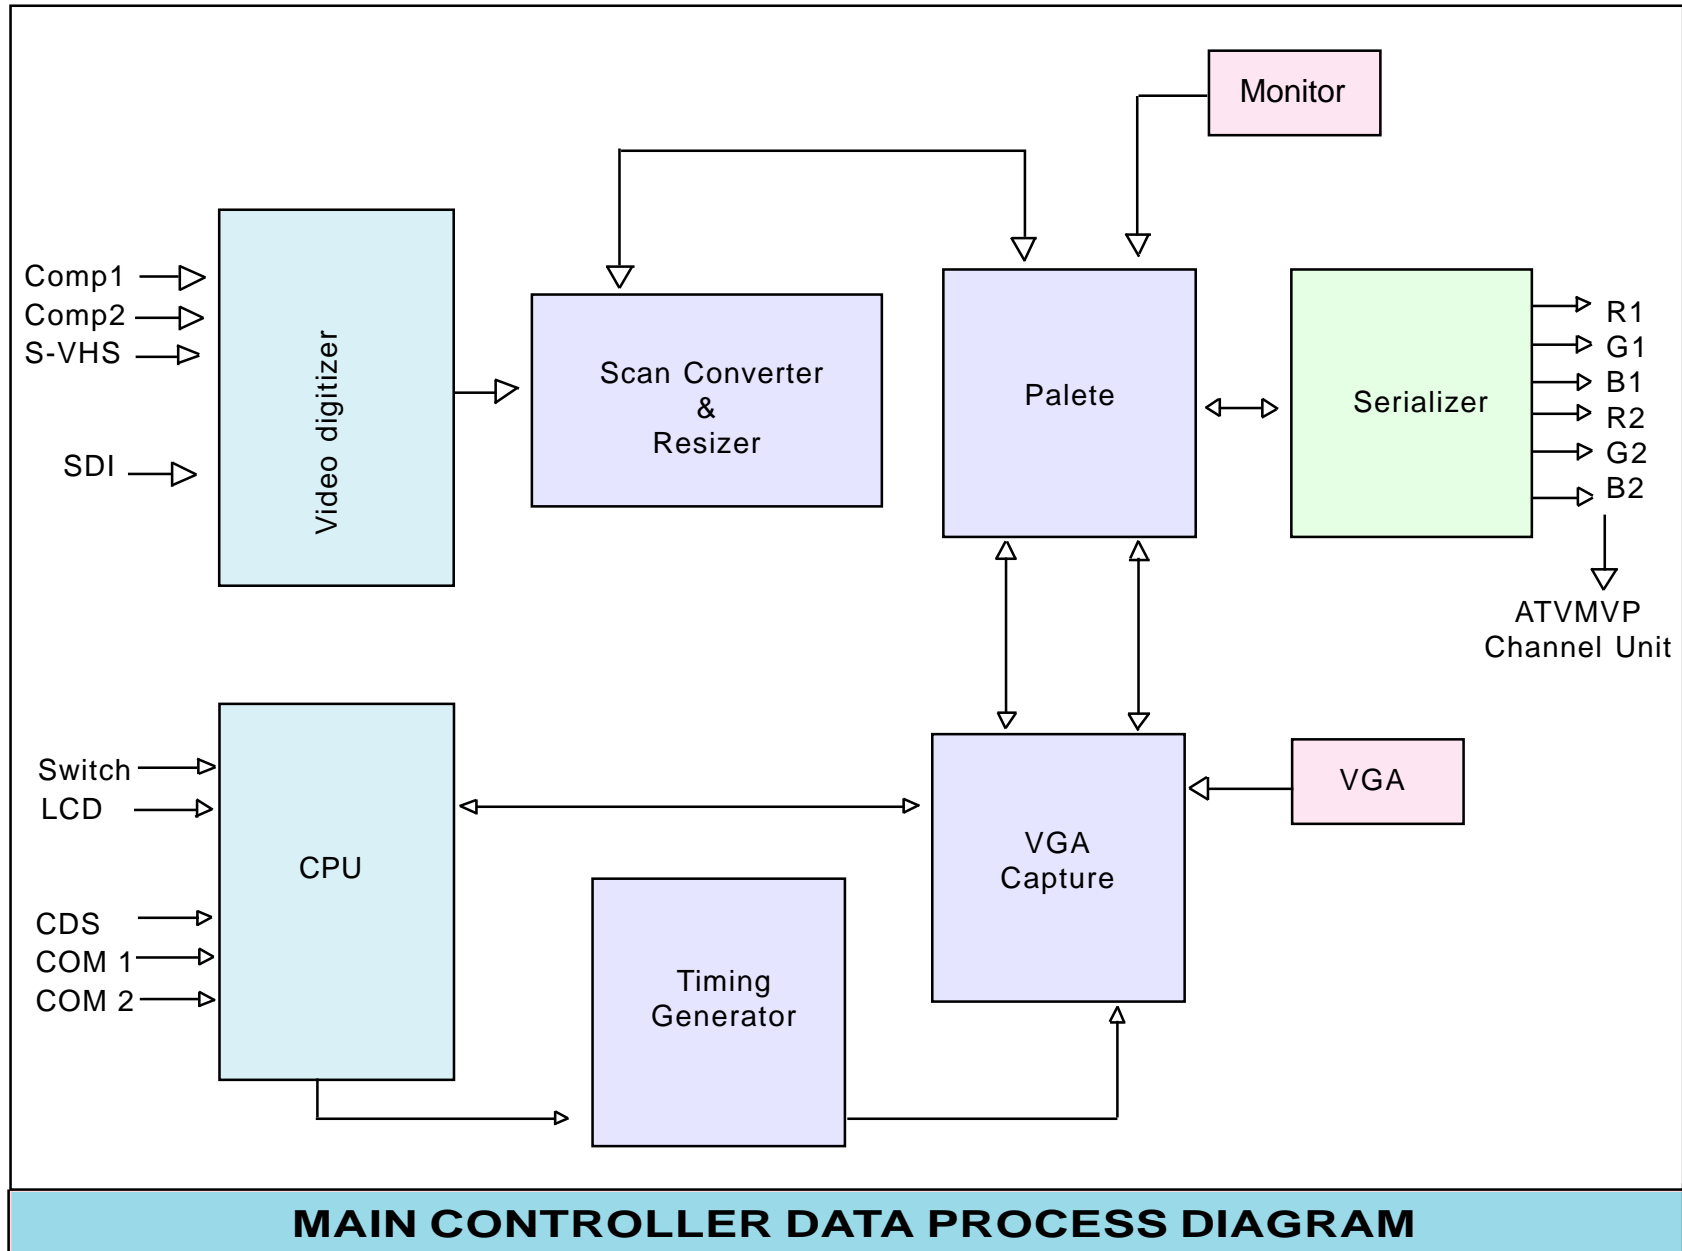 Monitor
Comp1
Comp2
S-VHS
SDI
Video digitizer
Scan Converter
&
Resizer
Palete
Serializer
R1
G1
B1
R2
G2
B2
ATVMVP
Channel Unit
Switch
LCD
CDS
COM 1
COM 2
CPU
Timing
Generator
VGA
Capture
VGA
MAIN CONTROLLER DATA PROCESS DIAGRAM